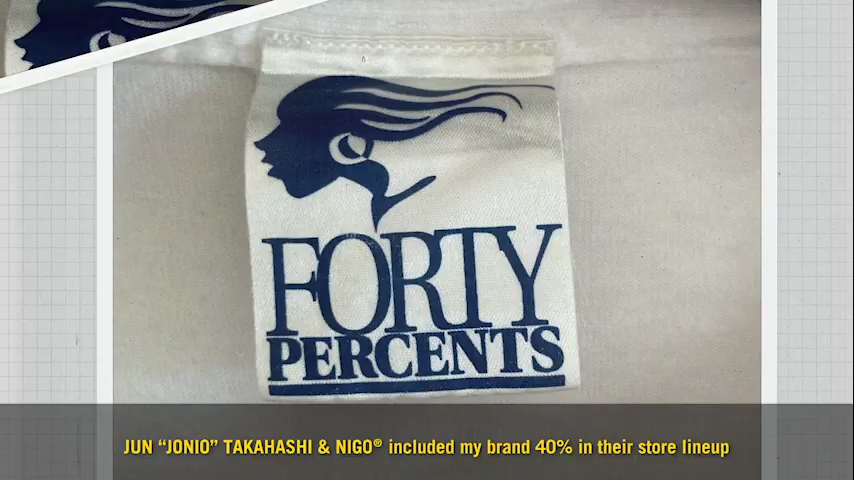 FORTY
PERCENTS
JUN “JONIO” TAKAHASHI & NIGO® included my brand 40% in their store lineup